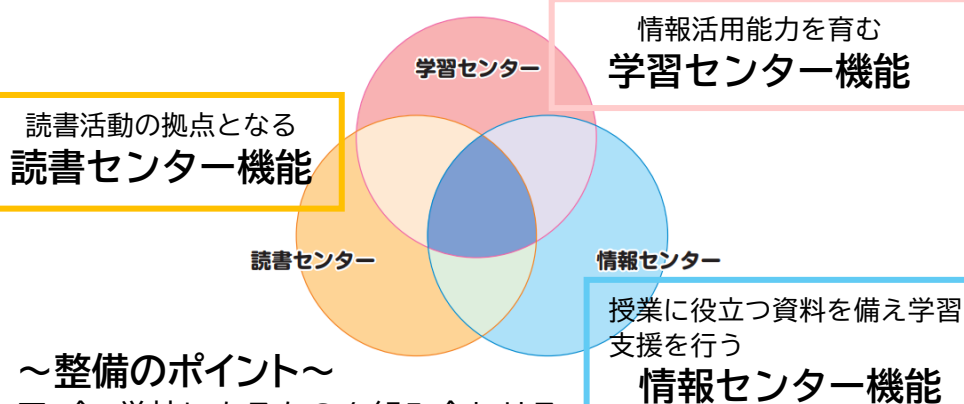 情報活用能力を育む
学習センター機能
学習センター
読書活動の拠点となる
読書センター機能
読書センター
情報センター
授業に役立つ資料を備え学習
支援を行う
情報センター機能
～整備のポイント～